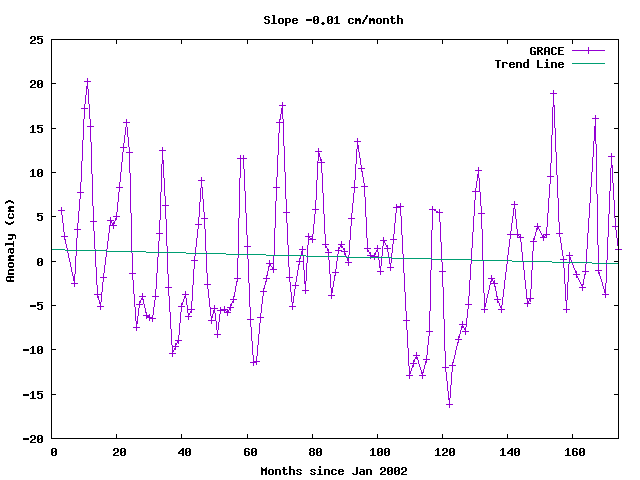 Slope -0.01 cm/month
GRACE
Trend Line
25
20
15
10
5
0
-5
-10
-15
-20
Anomaly (cm)
0 20 40 60 80 100 120 140 160
Months since Jan 2002